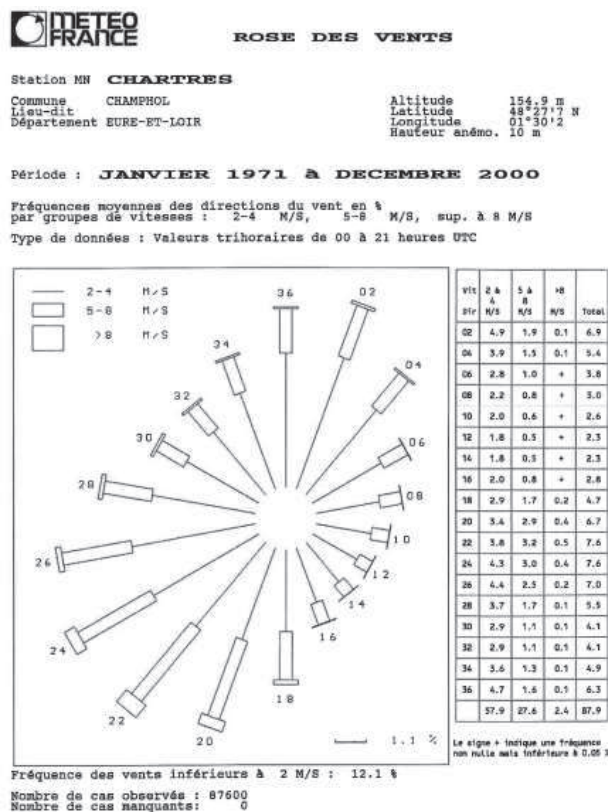 METEO
FRANCE
ROSE DES VENTS
Station MN CHARTRES
Commune CHAMPHOL
Lieu-dit
Département EURE-ET-LOIR
Altitude 154.9 m
Latitude 48°27'7 N
Longitude 01°30'2
Hauteur anémo. 10 m
Période : JANVIER 1971 à DECEMBRE 2000
Fréquences moyennes des directions du vent en %
par groupes de vitesses : 2-4 M/S, 5-8 M/S, sup. à 8 M/S
Type de données : Valeurs trihoraires de 00 à 21 heures UTC
2-4 M/S
5-8 M/S
>8 M/S
36
02
34
04
32
30
06
28
08
10
26
12
14
24
16
22
18
20
1.1 %
Vit 2 à 4 M/S 5 à 8 M/S >8 M/S Total
Dir
02 4.9 1.9 0.1 6.9
04 3.9 1.5 0.1 5.4
06 2.8 1.0 + 3.8
08 2.2 0.8 + 3.0
10 2.0 0.6 + 2.6
12 1.8 0.5 + 2.3
14 1.8 0.5 + 2.3
16 2.0 0.8 + 2.8
18 2.9 1.7 0.2 4.7
20 3.4 2.9 0.4 6.7
22 3.8 3.2 0.5 7.6
24 4.3 3.0 0.4 7.6
26 4.4 2.5 0.2 7.0
28 3.7 1.7 0.1 5.5
30 2.9 1.1 0.1 4.1
32 2.9 1.1 0.1 4.1
34 3.6 1.3 0.1 4.9
36 4.7 1.6 0.1 6.3
57.9 27.6 2.4 87.9
Le signe + indique une fréquence
non nulle mais inférieure à 0.05 %
Fréquence des vents inférieure à 2 M/S : 12.1 %
Nombre de cas observés : 87600
Nombre de cas manquants: 0